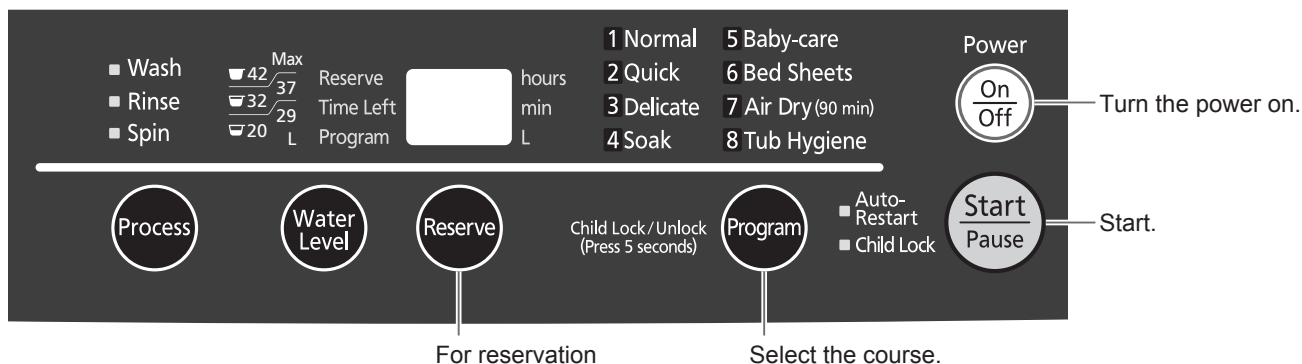 Wash
Rinse
Spin
Max
42
37
32
29
20
L
Reserve
Time Left
Program
hours
min
L
1 Normal
2 Quick
3 Delicate
4 Soak
5 Baby-care
6 Bed Sheets
7 Air Dry (90 min)
8 Tub Hygiene
Power
On
Off
Turn the power on.
Process
Water
Level
Reserve
Child Lock/Unlock
(Press 5 seconds)
Program
Auto-
Restart
Child Lock
Start
Pause
Start.
For reservation
Select the course.